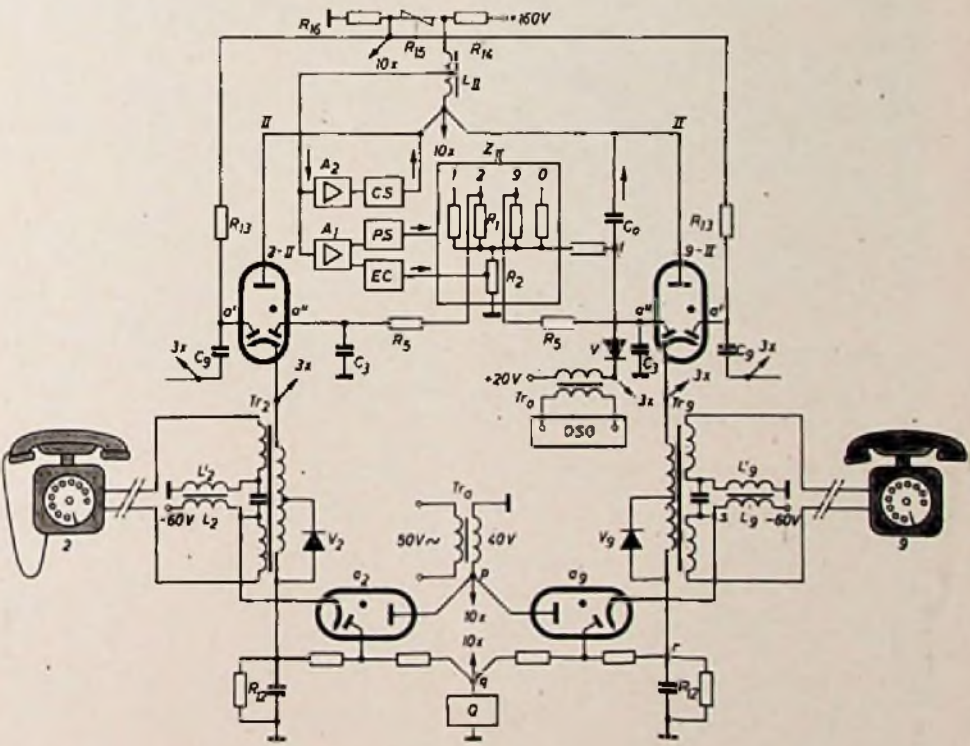 R16
R15
R14
+160V
10x
LII
II
10x
II
ZII
1 2 9 0
A2
CS
R1
A1
PS
EC
R2
C0
R13
R13
2-II
9-II
a'
a"
a"
a'
3x
C9
C3
R5
R5
V
C3
C9
3x
3x
+20V
Tr0
3x
3x
OSG
Tr2
Tr9
L'2
-60V
L2
V2
50V~
Tr0
40V
V9
L'9
3
L9
-60V
2
9
a2
p
a9
10x
10x
q
r
R12
R12
Q